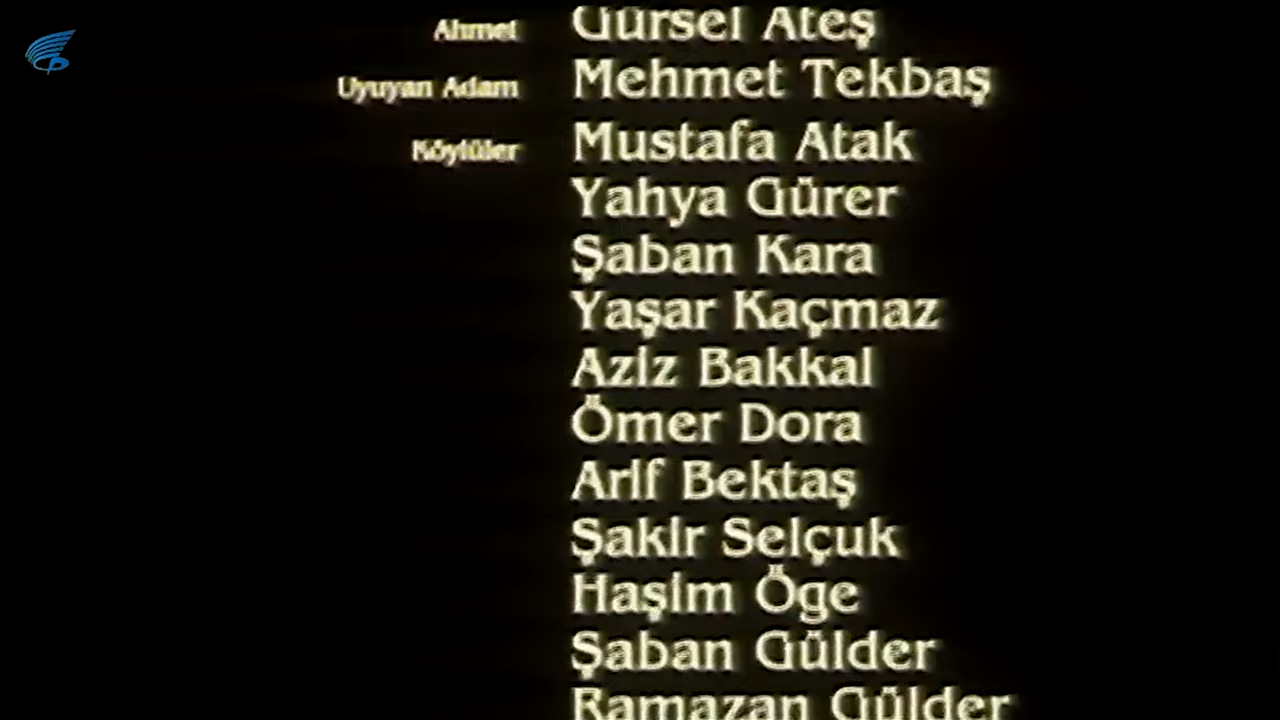 Ahmet Gürsel Ateş
Uyuyan Adam Mehmet Tekbaş
Köylüler Mustafa Atak
Yahya Gürer
Şaban Kara
Yaşar Kaçmaz
Aziz Bakkal
Ömer Dora
Arif Bektaş
Şakir Selçuk
Haşim Öge
Şaban Gülder
Ramazan Gülder